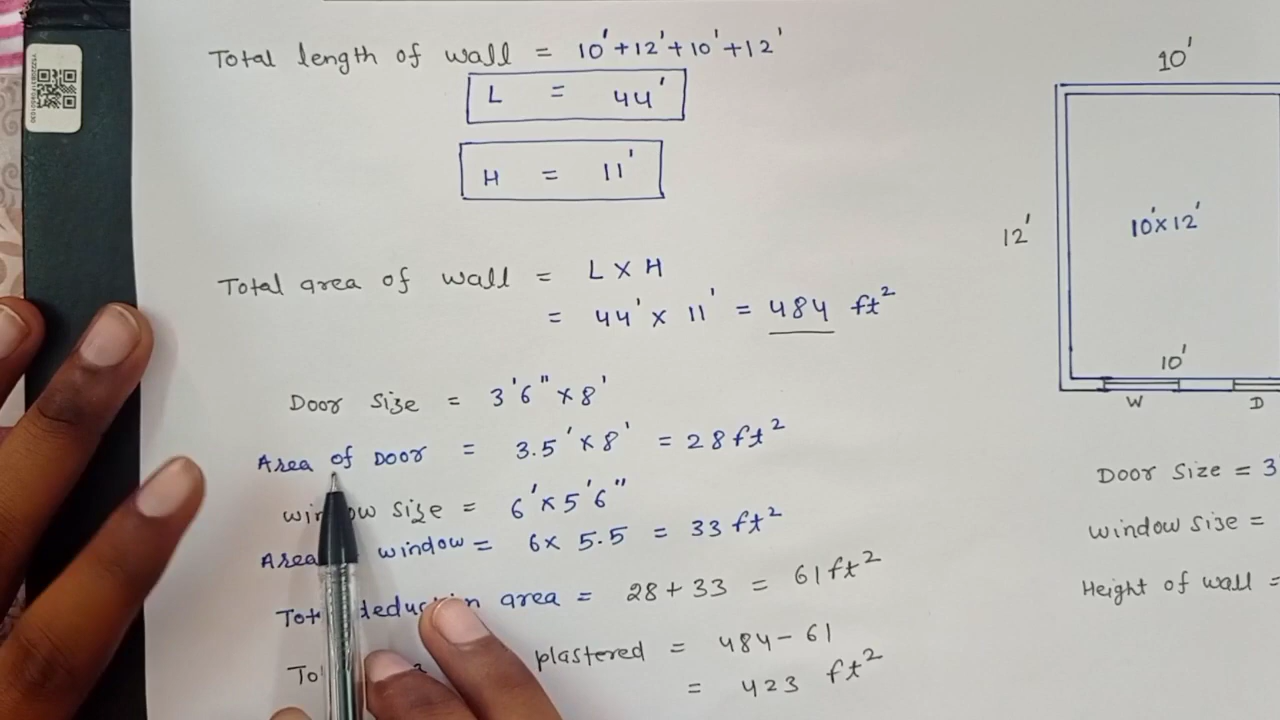 Total length of wall = 10'+12'+10'+12'
L = 44'
H = 11'
Total area of wall = L X H
= 44' X 11' = 484 ft²
Door Size = 3'6" X 8'
Area of Door = 3.5' X 8' = 28 ft²
window size = 6' X 5'6"
Area window = 6x 5.5 = 33 ft²
area = 28 + 33 = 61 ft²
plastered = 484 - 61
= 423 ft²
10'
12'
10'x12'
10'
W D
Door Size = 3
window Size =
Height of wall =